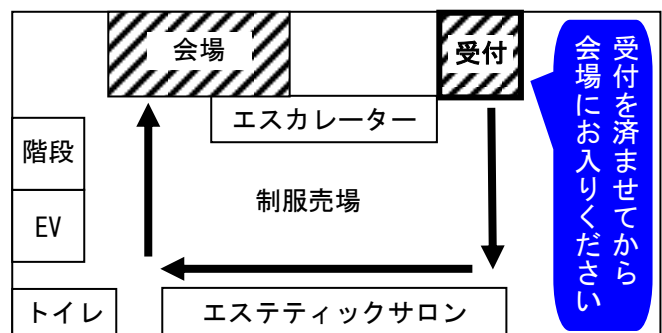 会場
受付
エスカレーター
階段
EV
制服売場
トイレ
エステティックサロン
受付を済ませてから
会場にお入りください